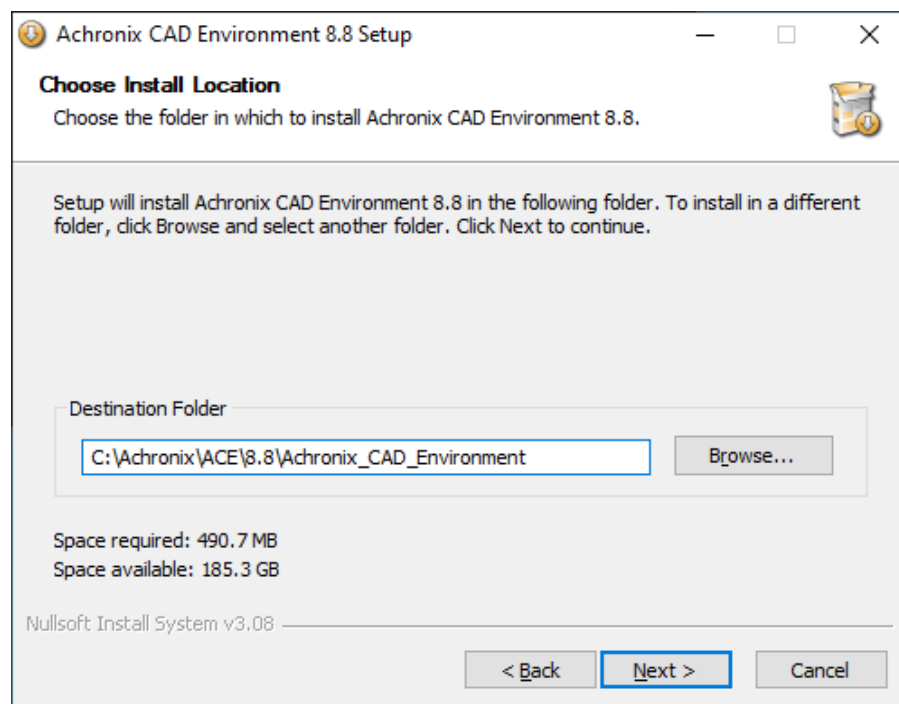 Achronix CAD Environment 8.8 Setup
Choose Install Location
Choose the folder in which to install Achronix CAD Environment 8.8.
Setup will install Achronix CAD Environment 8.8 in the following folder. To install in a different
folder, click Browse and select another folder. Click Next to continue.
Destination Folder
C:\Achronix\ACE\8.8\Achronix_CAD_Environment
Browse...
Space required: 490.7 MB
Space available: 185.3 GB
Nullsoft Install System v3.08
< Back Next > Cancel